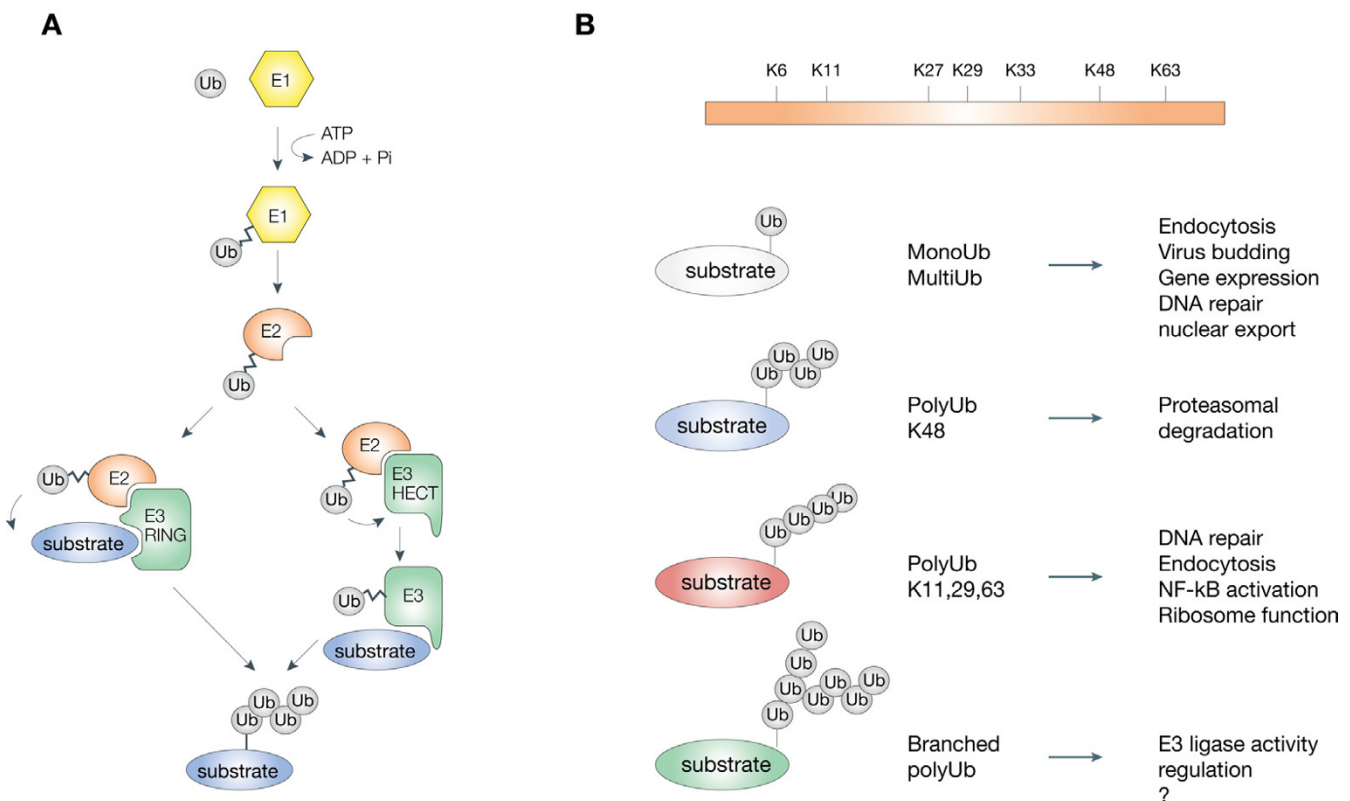 A
Ub
E1
ATP
ADP + Pi
E1
Ub
E2
Ub
Ub
E2
E3
RING
substrate
E2
E3
HECT
Ub
Ub
E3
substrate
Ub
Ub
Ub
Ub
substrate
B
K6 K11 K27 K29 K33 K48 K63
Ub
substrate
MonoUb
MultiUb
Endocytosis
Virus budding
Gene expression
DNA repair
nuclear export
Ub
Ub
Ub
Ub
substrate
PolyUb
K48
Proteasomal
degradation
Ub
Ub
Ub
Ub
substrate
PolyUb
K11,29,63
DNA repair
Endocytosis
NF-kB activation
Ribosome function
Ub
Ub
Ub
Ub
Ub
Ub
Ub
Ub
substrate
Branched
polyUb
E3 ligase activity
regulation
?